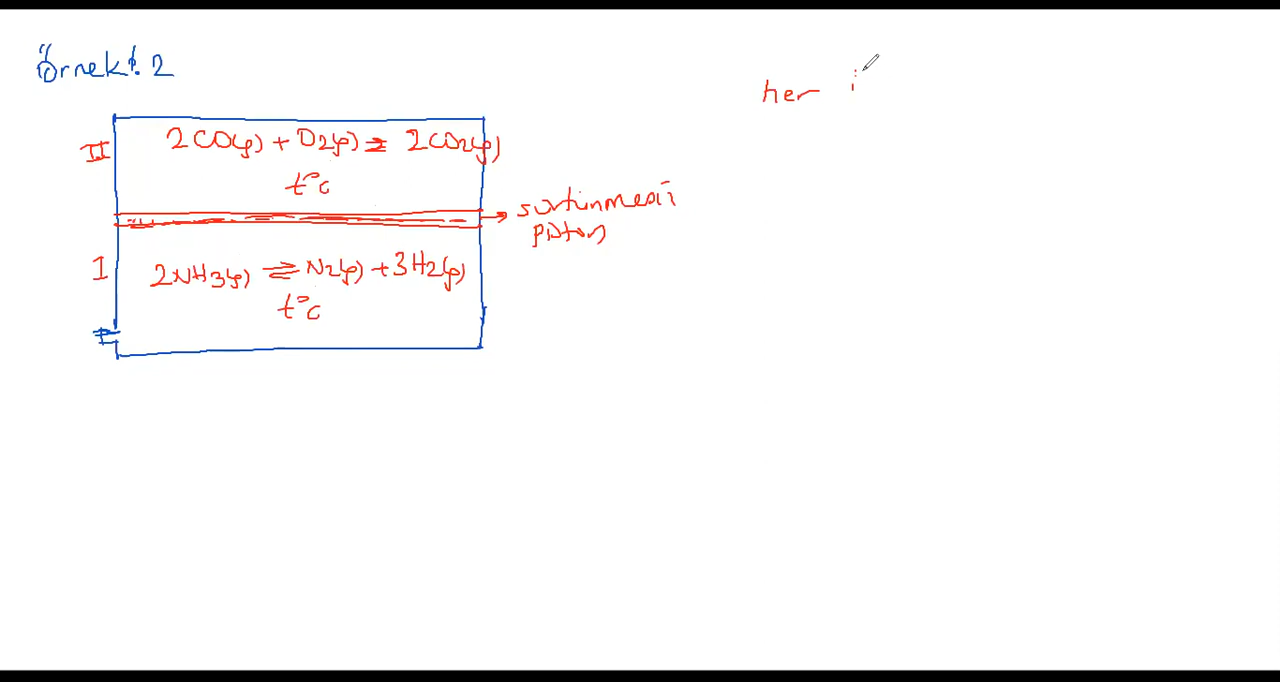 Örnek: 2
her i
II
2CO(g) + O2(g) ⇌ 2CO2(g)
t°C
sürtünmesiz
piston
I
2NH3(g) ⇌ N2(g) + 3H2(g)
t°C